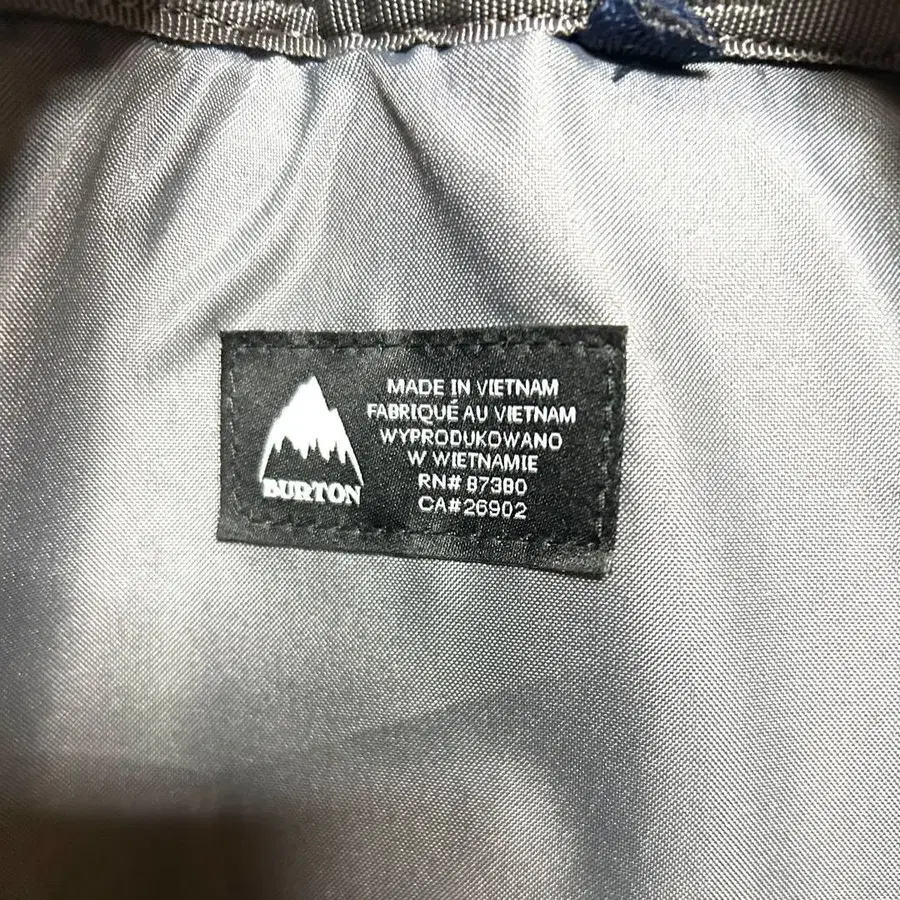 BURTON
MADE IN VIETNAM
FABRIQUÉ AU VIETNAM
WYPRODUKOWANO
W WIETNAMIE
RN# 87380
CA#26902